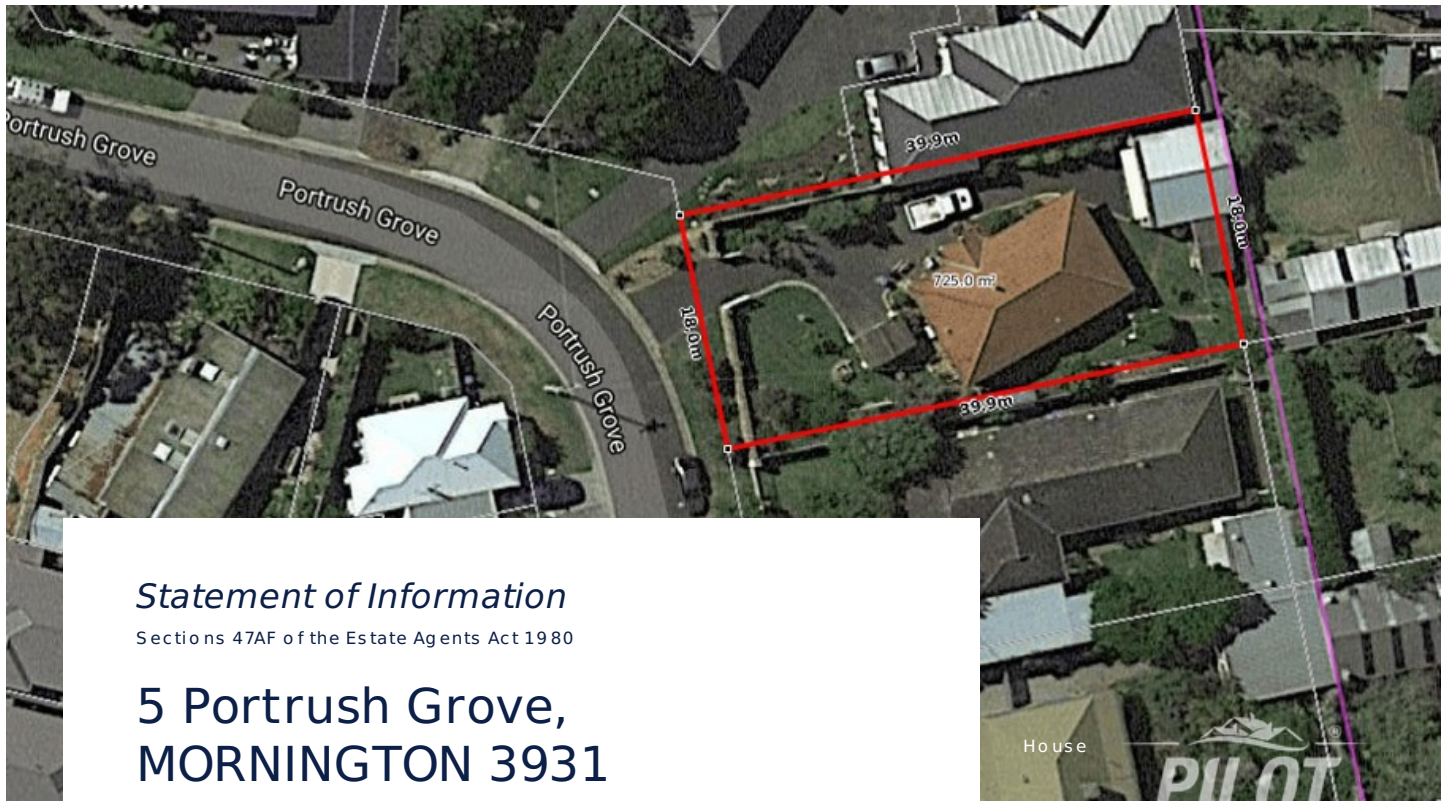 Portrush Grove
Portrush Grove
Portrush Grove
39.9m
18.0m
725.0 m²
18.0m
39.9m
Statement of Information
Sections 47AF of the Estate Agents Act 1980
5 Portrush Grove,
MORNINGTON 3931
House
®
PILOT